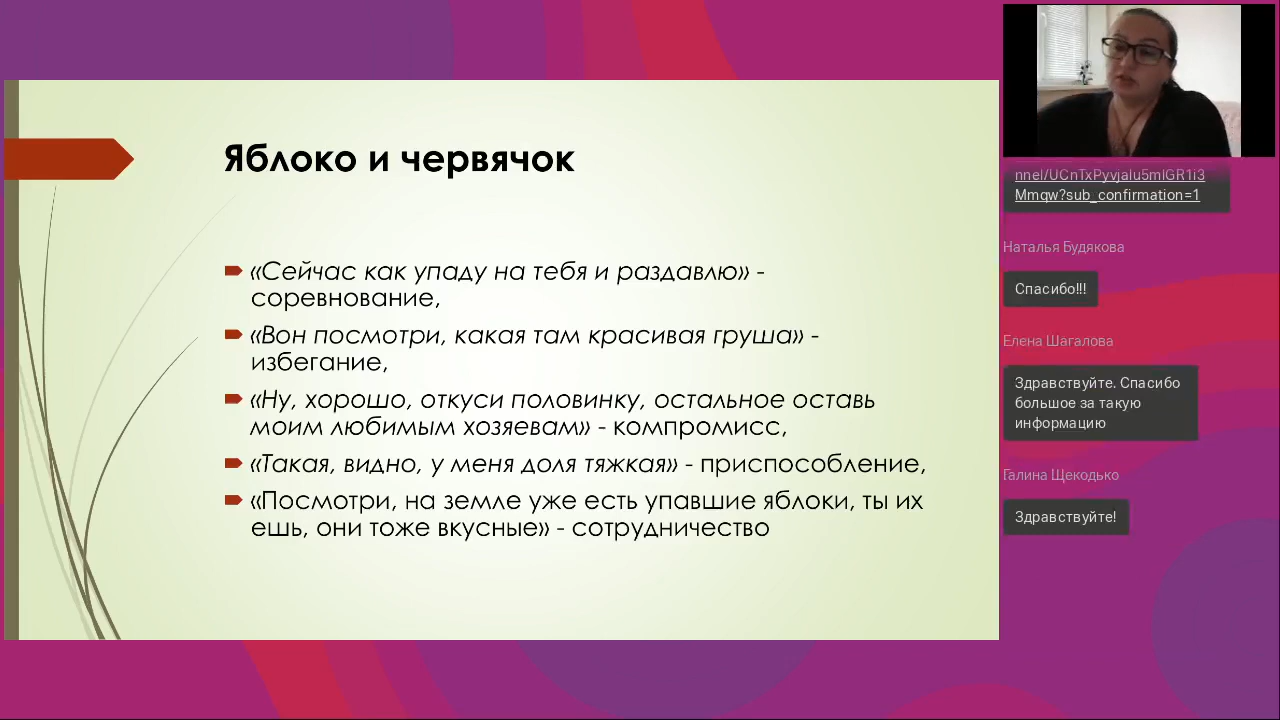 Яблоко и червячок
«Сейчас как упаду на тебя и раздавлю» -
соревнование,
«Вон посмотри, какая там красивая груша» -
избегание,
«Ну, хорошо, откуси половинку, остальное оставь
моим любимым хозяевам» - компромисс,
«Такая, видно, у меня доля тяжкая» - приспособление,
«Посмотри, на земле уже есть упавшие яблоки, ты их
ешь, они тоже вкусные» - сотрудничество
Mmqw?sub_confirmation=1
Наталья Будякова
Спасибо!!!
Елена Шагалова
Здравствуйте. Спасибо
большое за такую
информацию
Галина Щекодько
Здравствуйте!